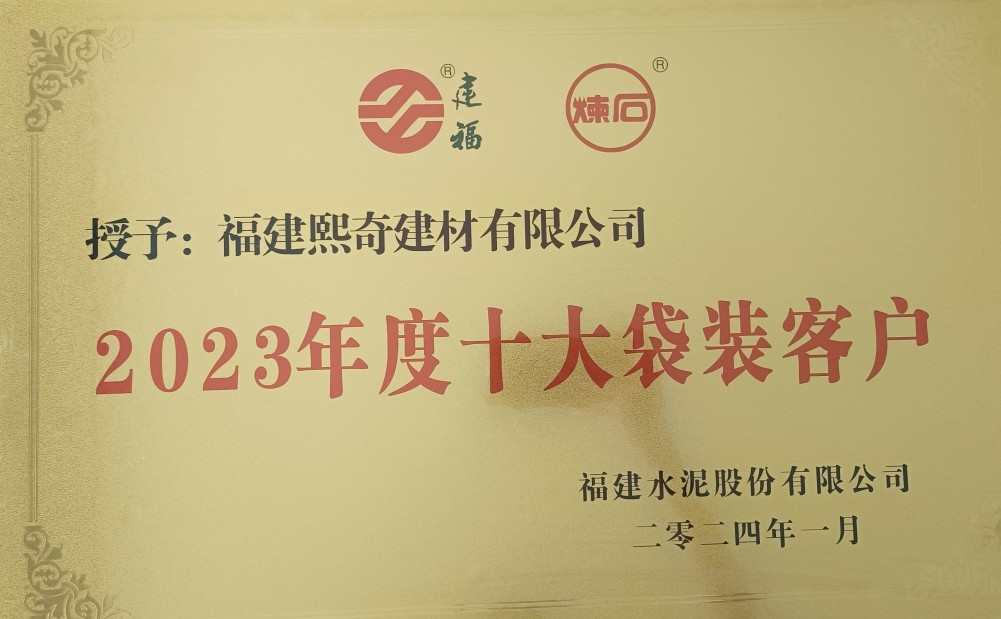 ® 建福 煉石 ®
授予：福建熙奇建材有限公司
2023年度十大袋装客户
福建水泥股份有限公司
二零二四年一月